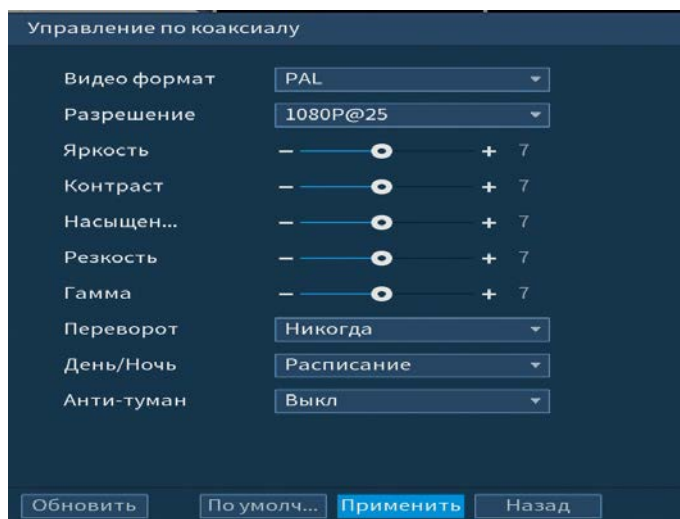 Управление по коаксиалу
Видео формат PAL
Разрешение 1080P@25
Яркость − + 7
Контраст − + 7
Насыщен... − + 7
Резкость − + 7
Гамма − + 7
Переворот Никогда
День/Ночь Расписание
Анти-туман Выкл
Обновить По умолч... Применить Назад